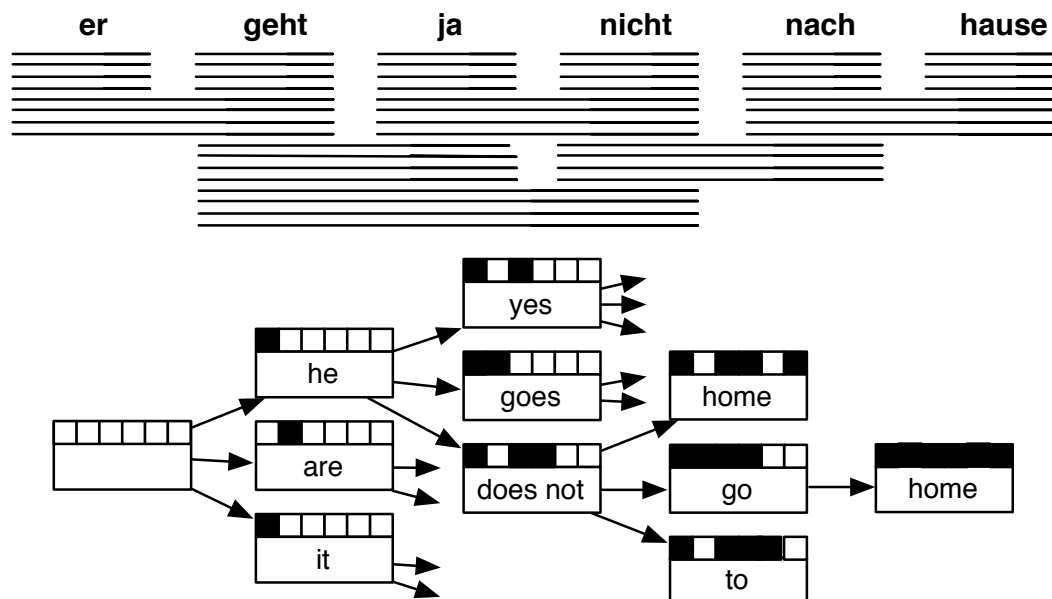 er geht ja nicht nach hause
yes
he
goes
home
are
does not
go
home
it
to